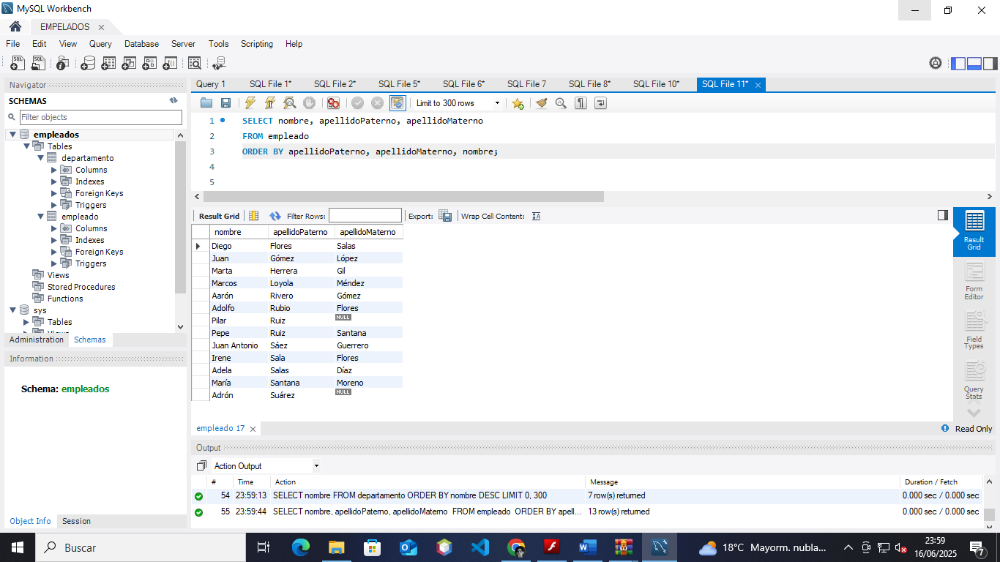 MySQL Workbench
EMPELADOS
File Edit View Query Database Server Tools Scripting Help
Navigator
SCHEMAS
Filter objects
empleados
Tables
departamento
Columns
Indexes
Foreign Keys
Triggers
empleado
Columns
Indexes
Foreign Keys
Triggers
Views
Stored Procedures
Functions
sys
Tables
Views
Administration Schemas
Information
Schema: empleados
Object Info Session
Query 1 SQL File 1* SQL File 2* SQL File 5* SQL File 6* SQL File 7 SQL File 8* SQL File 10* SQL File 11*
Limit to 300 rows
1 SELECT nombre, apellidoPaterno, apellidoMaterno
2 FROM empleado
3 ORDER BY apellidoPaterno, apellidoMaterno, nombre;
4
5
Result Grid Filter Rows: Export: Wrap Cell Content:
nombre apellidoPaterno apellidoMaterno
Diego Flores Salas
Juan Gómez López
Marta Herrera Gil
Marcos Loyola Méndez
Aarón Rivero Gómez
Adolfo Rubio Flores
Pilar Ruiz NULL
Pepe Ruiz Santana
Juan Antonio Sáez Guerrero
Irene Sala Flores
Adela Salas Díaz
María Santana Moreno
Adrón Suárez NULL
Result
Grid
Form
Editor
Field
Types
Query
Stats
empleado 17
Read Only
Output
Action Output
# Time Action Message Duration / Fetch
54 23:59:13 SELECT nombre FROM departamento ORDER BY nombre DESC LIMIT 0, 300 7 row(s) returned 0.000 sec / 0.000 sec
55 23:59:44 SELECT nombre, apellidoPaterno, apellidoMaterno FROM empleado ORDER BY apell... 13 row(s) returned 0.000 sec / 0.000 sec
Buscar
18°C Mayorm. nubla...
23:59
16/06/2025
7